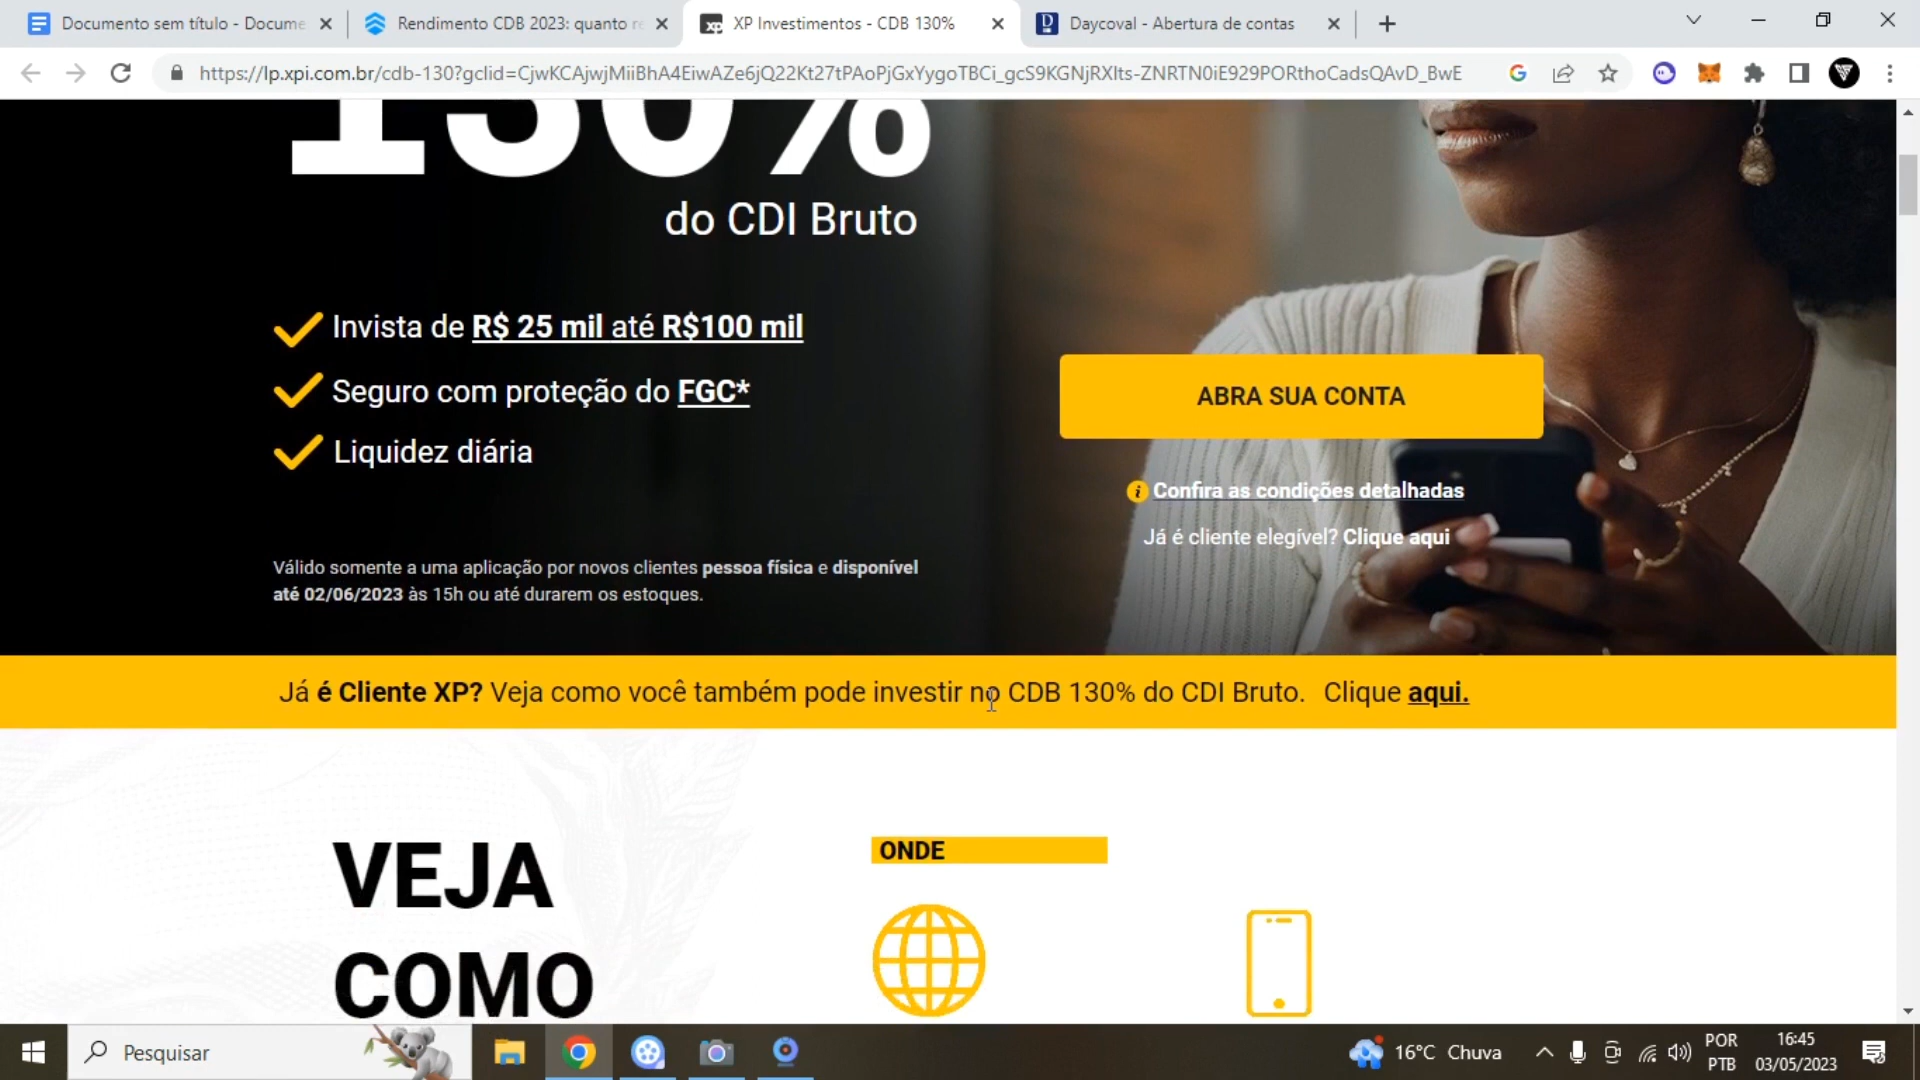 Documento sem título - Docume
Rendimento CDB 2023: quanto re
XP Investimentos - CDB 130%
Daycoval - Abertura de contas
https://lp.xpi.com.br/cdb-130?gclid=CjwKCAjwjMiiBhA4EiwAZe6jQ22Kt27tPAoPjGxYygoTBCi_gcS9KGNjRXIts-ZNRTN0iE929PORthoCadsQAvD_BwE
130%
do CDI Bruto
Invista de R$ 25 mil até R$100 mil
Seguro com proteção do FGC*
Liquidez diária
Válido somente a uma aplicação por novos clientes pessoa física e disponível
até 02/06/2023 às 15h ou até durarem os estoques.
ABRA SUA CONTA
Confira as condições detalhadas
Já é cliente elegível? Clique aqui
Já é Cliente XP? Veja como você também pode investir no CDB 130% do CDI Bruto. Clique aqui.
VEJA
COMO
ONDE
Pesquisar
16°C Chuva
POR
PTB
16:45
03/05/2023